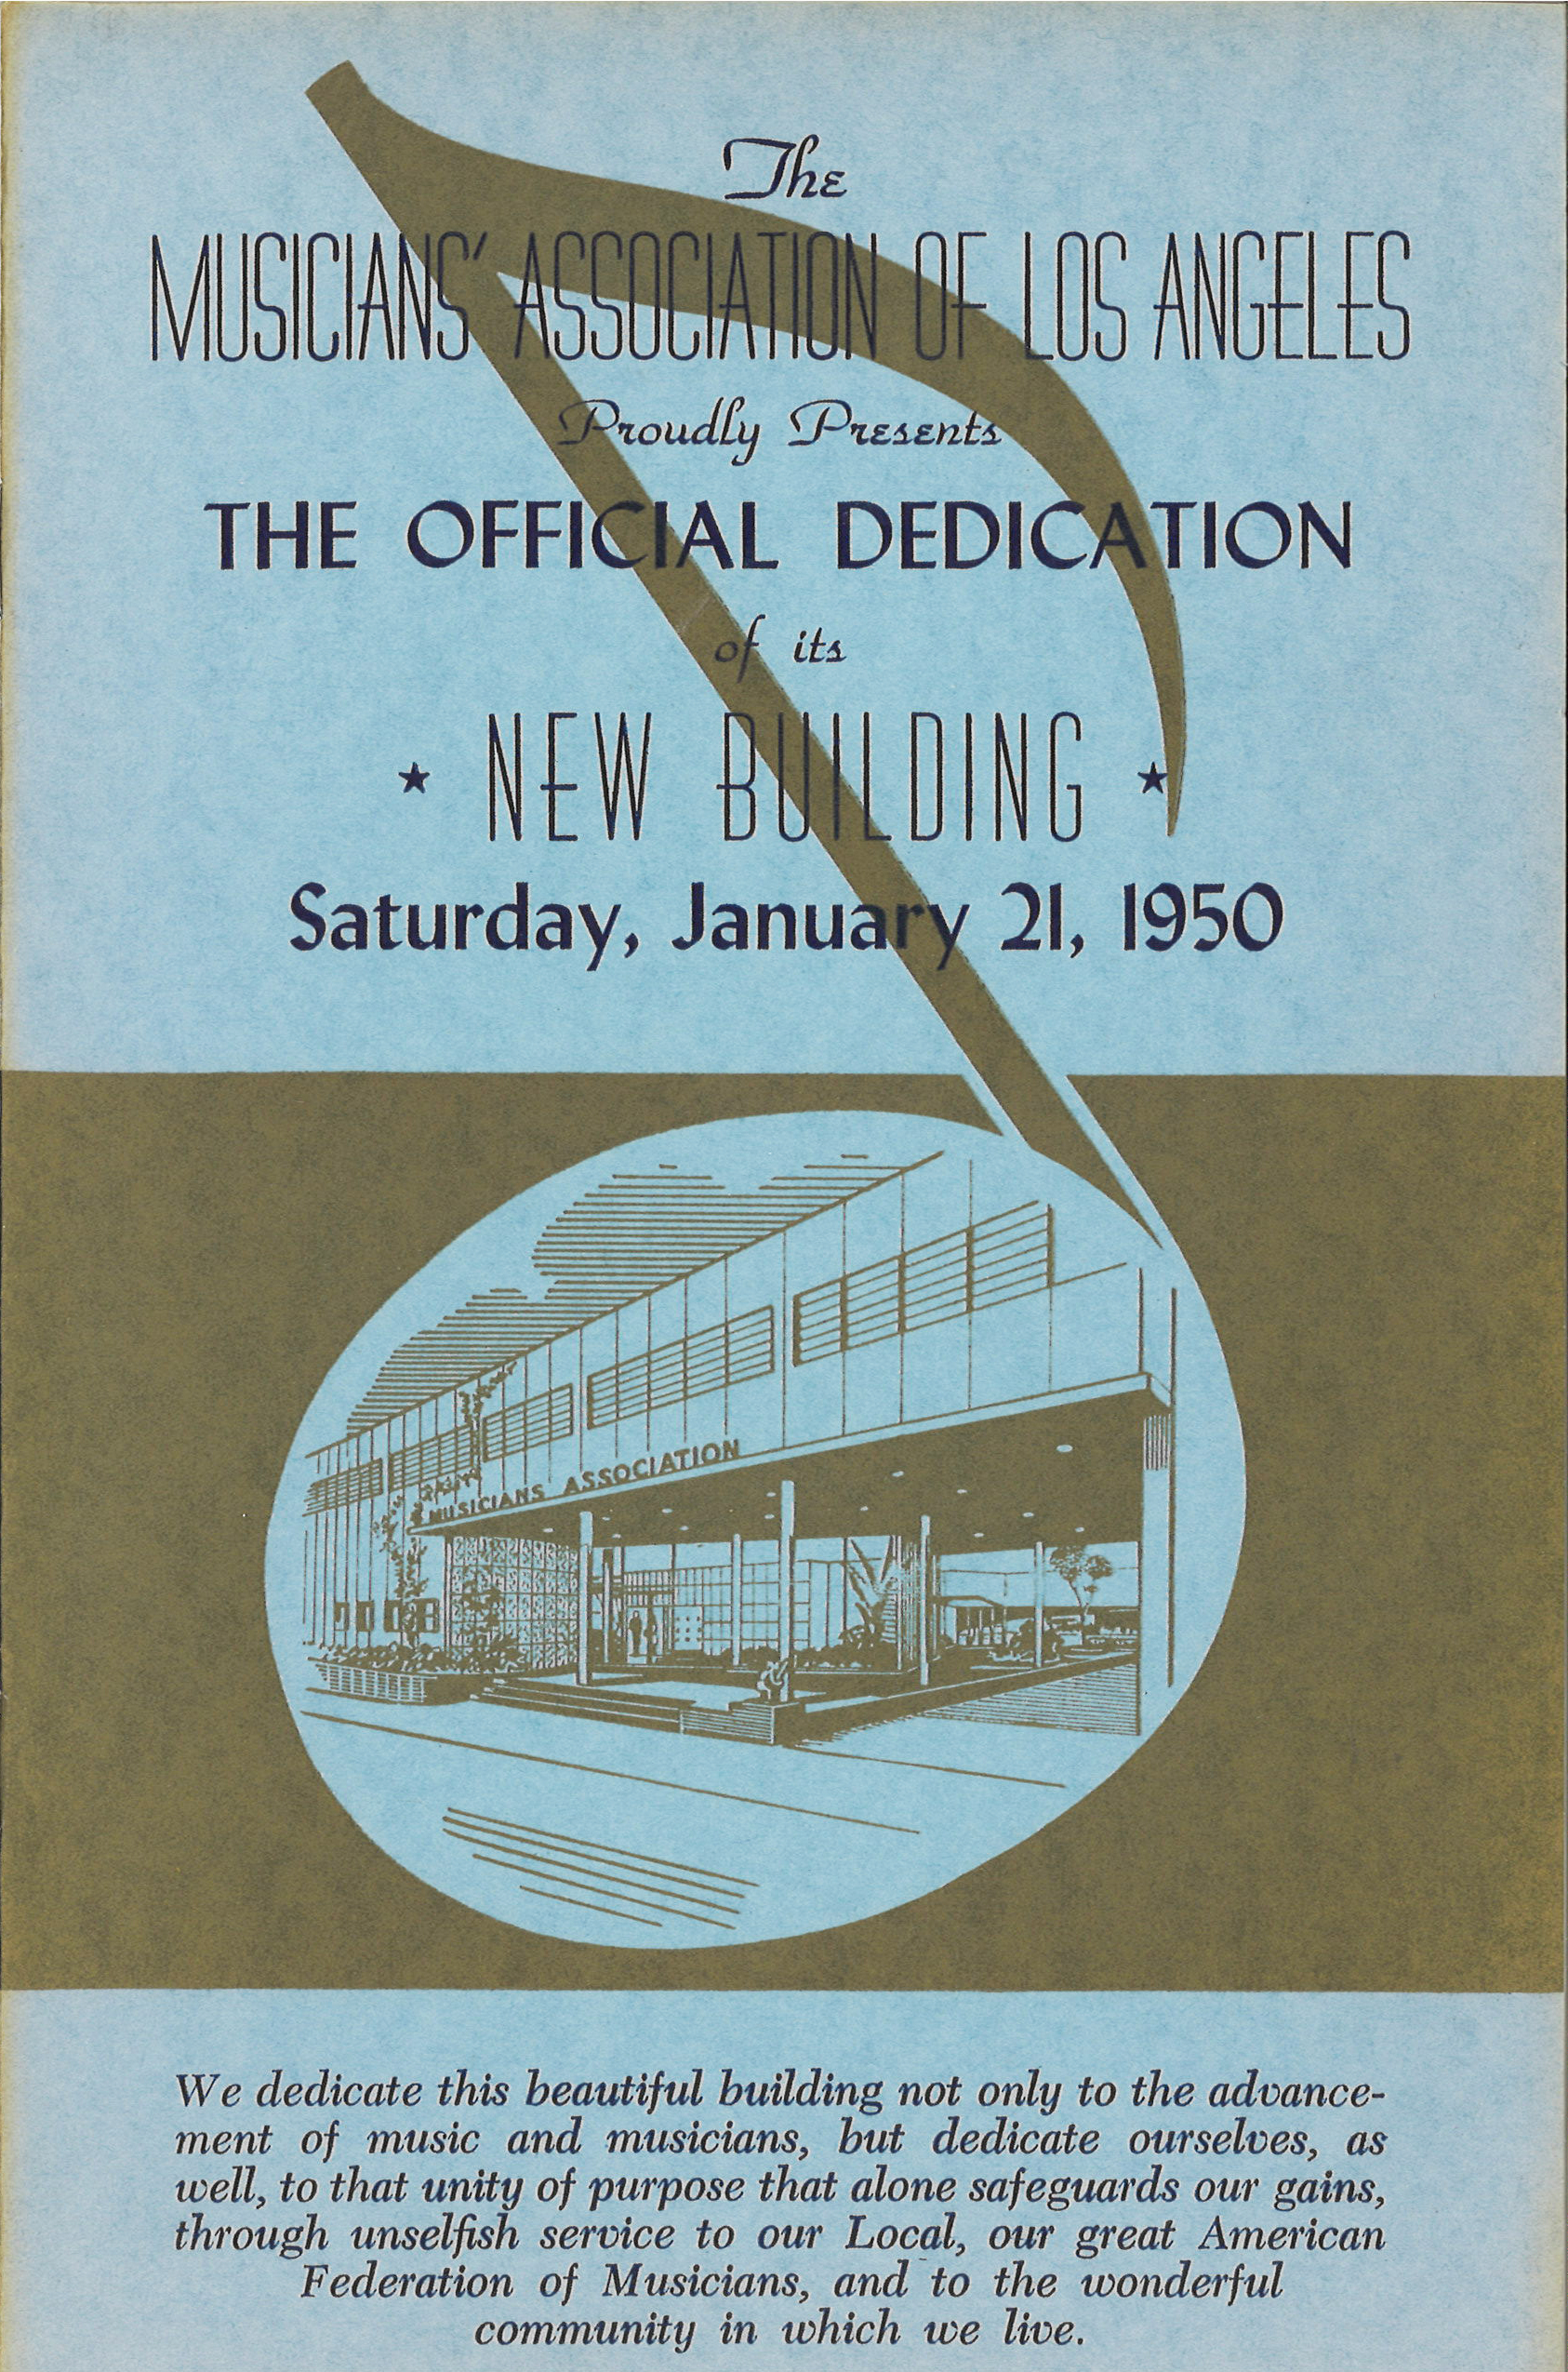 The
MUSICIANS' ASSOCIATION OF LOS ANGELES
Proudly Presents
THE OFFICIAL DEDICATION
of its
★ NEW BUILDING ★
Saturday, January 21, 1950
MUSICIANS ASSOCIATION
We dedicate this beautiful building not only to the advance-
ment of music and musicians, but dedicate ourselves, as
well, to that unity of purpose that alone safeguards our gains,
through unselfish service to our Local, our great American
Federation of Musicians, and to the wonderful
community in which we live.